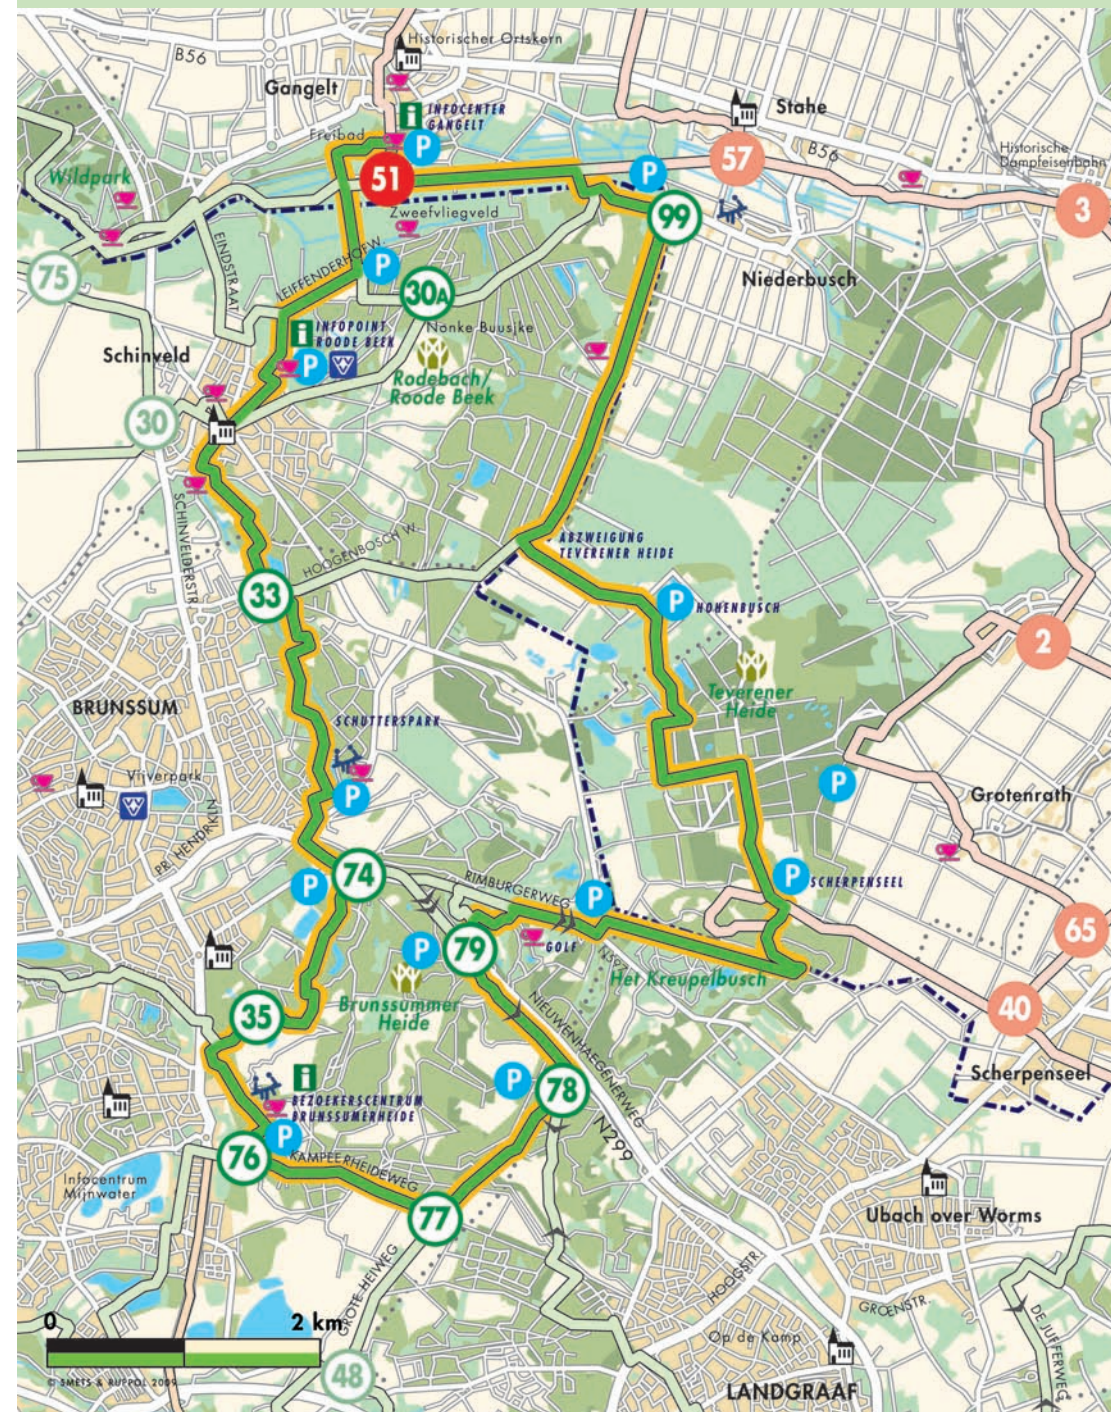 Historischer Ortskern
B56
Gangelt
INFOCENTER
GANGELT
Stahe
Freibad
P
57
B56
Historische
Dampfeisenbahn
Wildpark
51
P
99
3
Zweefvliegveld
EINDSTRAAT
LEIFFENDERHOFW.
P
75
30A
Niederbusch
INFOPOINT
ROODE BEEK
Nonke Buusjke
Schinveld
P
Rodebach/
Roode Beek
30
SCHINVELDERSTR.
HOOGENBOSCH W.
ABZWEIGUNG
TEVERENER HEIDE
33
P
HOHENBUSCH
2
Teverener
Heide
BRUNSSUM
SCHUTTERSPARK
Vijverpark
P
P
Grotenrath
PR. HENDRIKLN
74
P
RIMBURGERWEG
P
P
SCHERPENSEEL
65
79
P
GOLF
Het Kreupelbusch
Brunssummer
Heide
40
35
NIEUWENHAEGENERWEG
Scherpenseel
P
78
BEZOEKERSCENTRUM
BRUNSSUMERHEIDE
P
N299
76
KAMPEERHEIDEWEG
Infocentrum
Mijnwater
77
Ubach over Worms
GROTE HEIWEG
HOOGSTR.
GROENSTR.
DE JUFFERWEG
0
2 km
Op de Kamp
48
© SMETS & RUPPOL 2009
LANDGRAAF